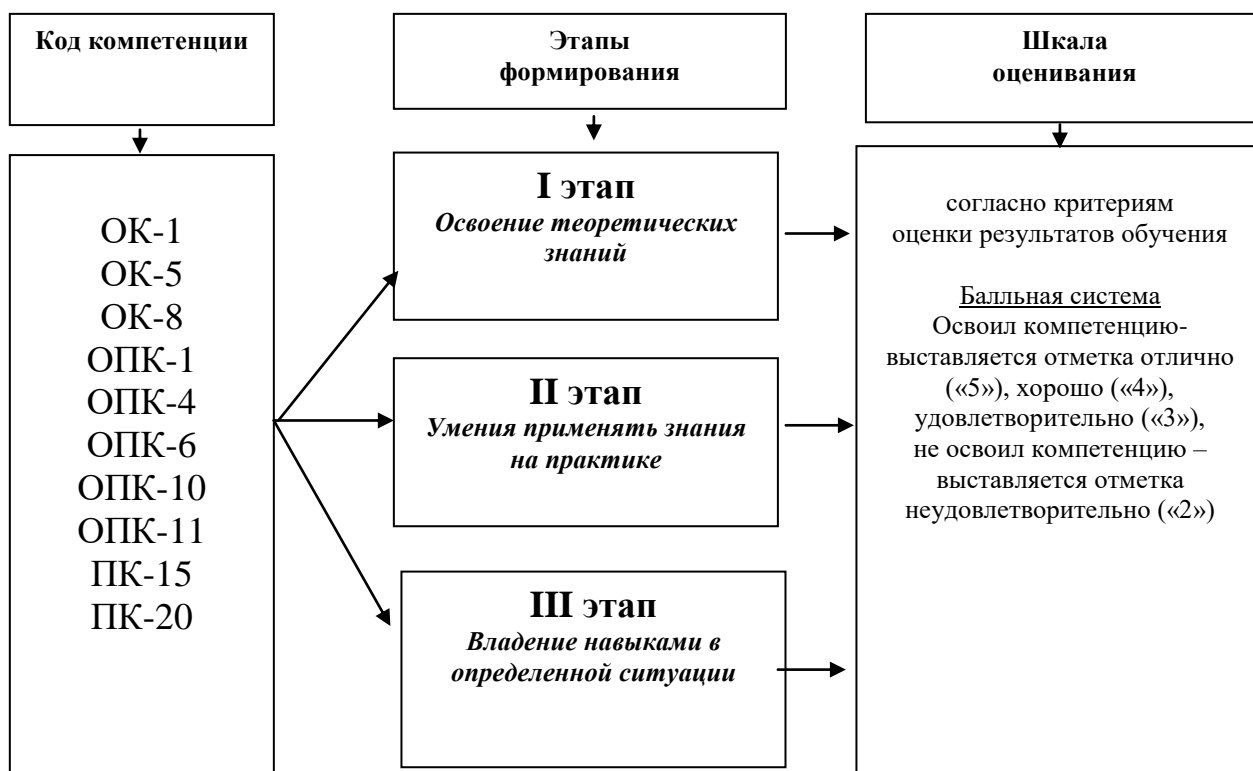 Код компетенции
Этапы
формирования
Шкала
оценивания
ОК-1
ОК-5
ОК-8
ОПК-1
ОПК-4
ОПК-6
ОПК-10
ОПК-11
ПК-15
ПК-20
I этап
Освоение теоретических
знаний
II этап
Умения применять знания
на практике
III этап
Владение навыками в
определенной ситуации
согласно критериям
оценки результатов обучения
Балльная система
Освоил компетенцию-
выставляется отметка отлично
(«5»), хорошо («4»),
удовлетворительно («3»),
не освоил компетенцию –
выставляется отметка
неудовлетворительно («2»)